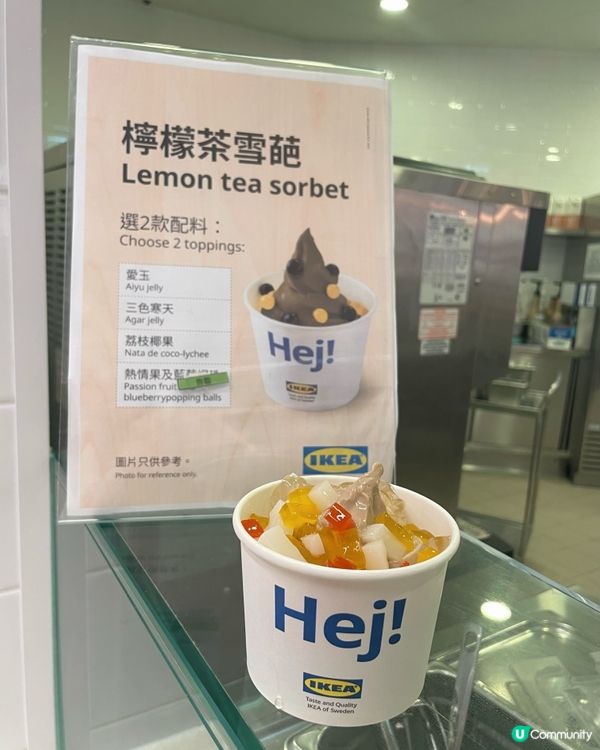 檸檬茶雪葩
Lemon tea sorbet
選2款配料：
Choose 2 toppings:
愛玉
Aiyu jelly
三色寒天
Agar jelly
荔枝椰果
Nata de coco-lychee
熱情果及藍莓
Passion fruit
blueberrypopping balls
Hej!
IKEA
圖片只供參考。
Photo for reference only.
IKEA
Hej!
IKEA
Taste and Quality
IKEA of Sweden
U Community